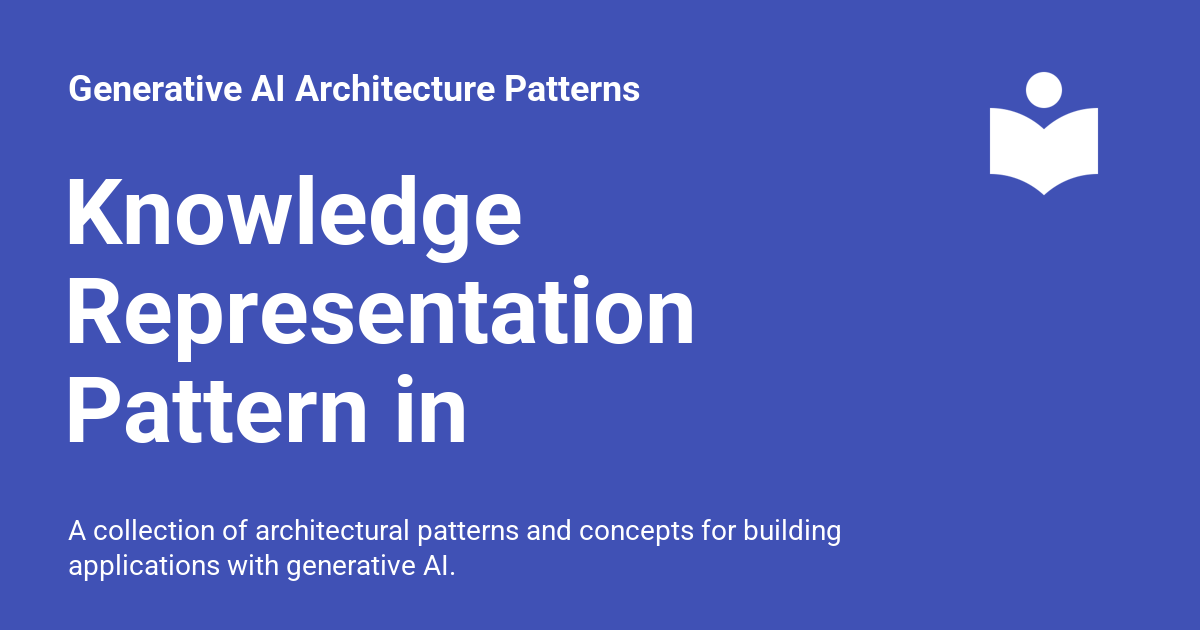 Generative AI Architecture Patterns
Knowledge
Representation
Pattern in
A collection of architectural patterns and concepts for building
applications with generative AI.